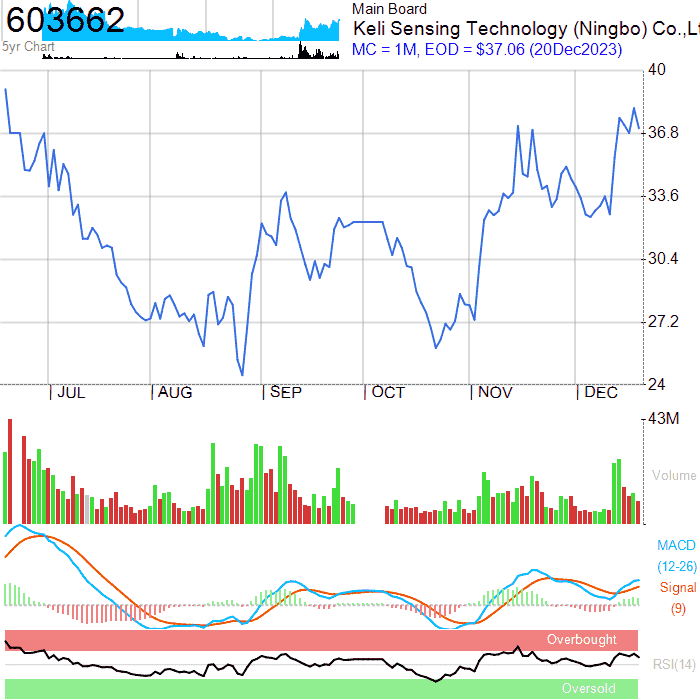 603662
5yr Chart
Main Board
Keli Sensing Technology (Ningbo) Co.,Lt
MC = 1M, EOD = $37.06 (20Dec2023)
40
36.8
33.6
30.4
27.2
24
JUL AUG SEP OCT NOV DEC
43M
Volume
MACD
(12-26)
Signal
(9)
Overbought
RSI(14)
Oversold